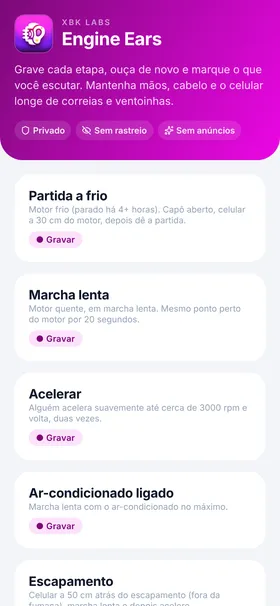 XBK LABS
Engine Ears
Grave cada etapa, ouça de novo e marque o que
você escutar. Mantenha mãos, cabelo e o celular
longe de correias e ventoinhas.
Privado
Sem rastreio
Sem anúncios
Partida a frio
Motor frio (parado há 4+ horas). Capô aberto, celular
a 30 cm do motor, depois dê a partida.
Gravar
Marcha lenta
Motor quente, em marcha lenta. Mesmo ponto perto
do motor por 20 segundos.
Gravar
Acelerar
Alguém acelera suavemente até cerca de 3000 rpm e
volta, duas vezes.
Gravar
Ar-condicionado ligado
Marcha lenta com o ar-condicionado no máximo.
Gravar
Escapamento
Celular a 50 cm atrás do escapamento (fora da
fumaça), marcha lenta e depois acelere